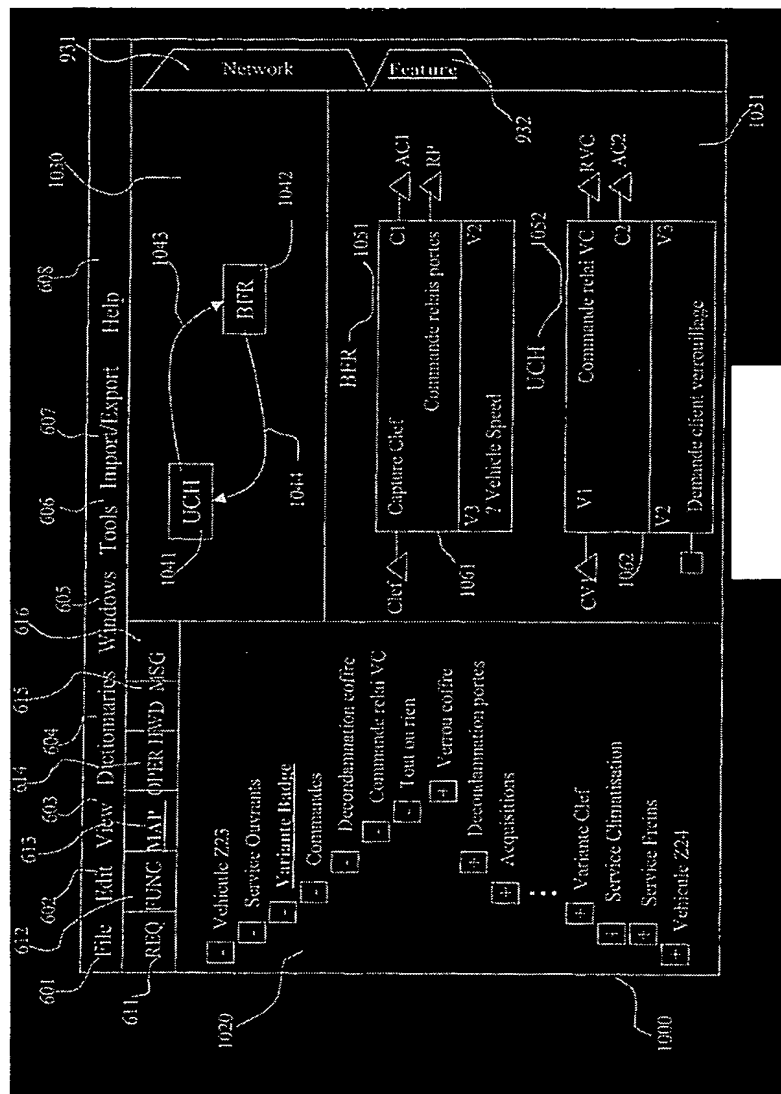 601 602 603 604 605 606 607 608
File Edit View Dictionnaries Windows Tools Import/Export Help
611 612 613 614 615 616
REQ FUNC MAP OPER HWD MSG
- Vehicule Z23
- Service Ouvrants
- Variante Badge
- Commandes
- Decondamnation coffre
- Commande relai VC
- Tout ou rien
+ Verrou coffre
+ Decondamnation portes
+ Acquisitions
...
+ Variante Clef
+ Service Climatisation
+ Service Freins
+ Vehicule Z24
1020
1000
1030
1041 UCH
1043
1044
BFR 1042
Network 931
Feature 932
BFR 1051
Clef
Capture Clef
C1 AC1
Commande relais portes RP
V3 V2
? Vehicle Speed
1061
UCH 1052
CV1 V1
Commande relai VC RVC
C2 AC2
1062
V2 V3
Demande client verrouillage
1031